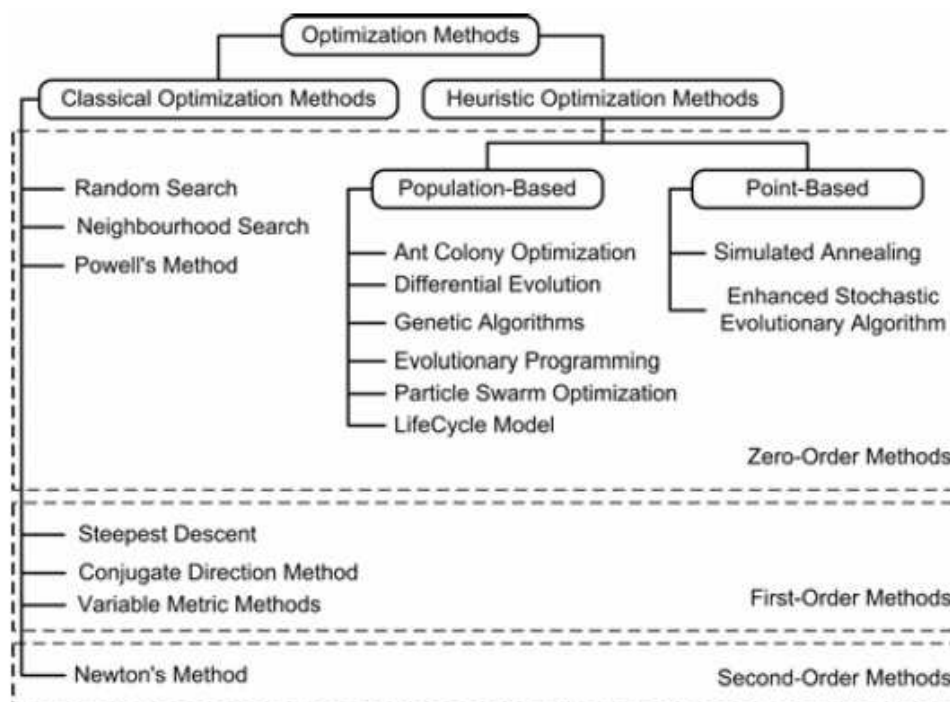 Optimization Methods
Classical Optimization Methods
Heuristic Optimization Methods
Random Search
Neighbourhood Search
Powell's Method
Population-Based
Ant Colony Optimization
Differential Evolution
Genetic Algorithms
Evolutionary Programming
Particle Swarm Optimization
LifeCycle Model
Point-Based
Simulated Annealing
Enhanced Stochastic
Evolutionary Algorithm
Zero-Order Methods
Steepest Descent
Conjugate Direction Method
Variable Metric Methods
First-Order Methods
Newton's Method
Second-Order Methods